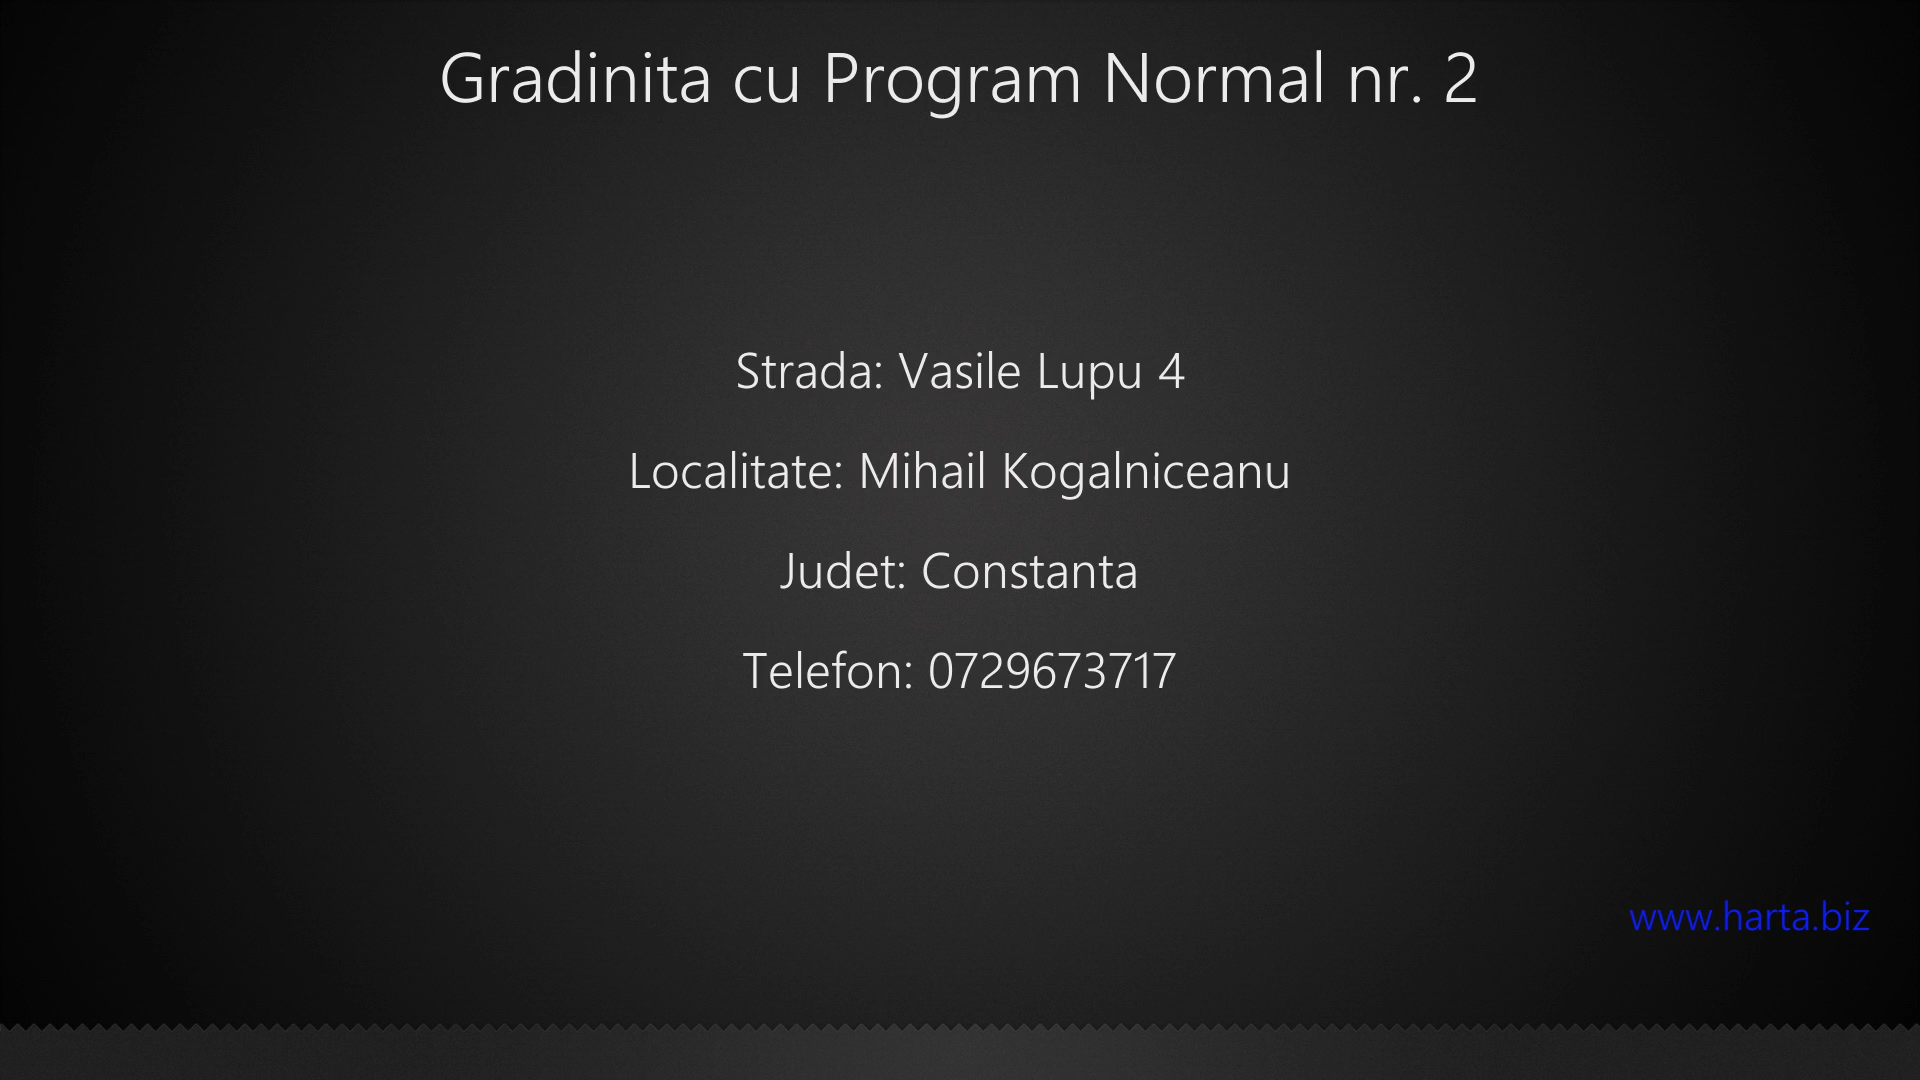 Gradinita cu Program Normal nr. 2
Strada: Vasile Lupu 4
Localitate: Mihail Kogalniceanu
Judet: Constanta
Telefon: 0729673717
www.harta.biz